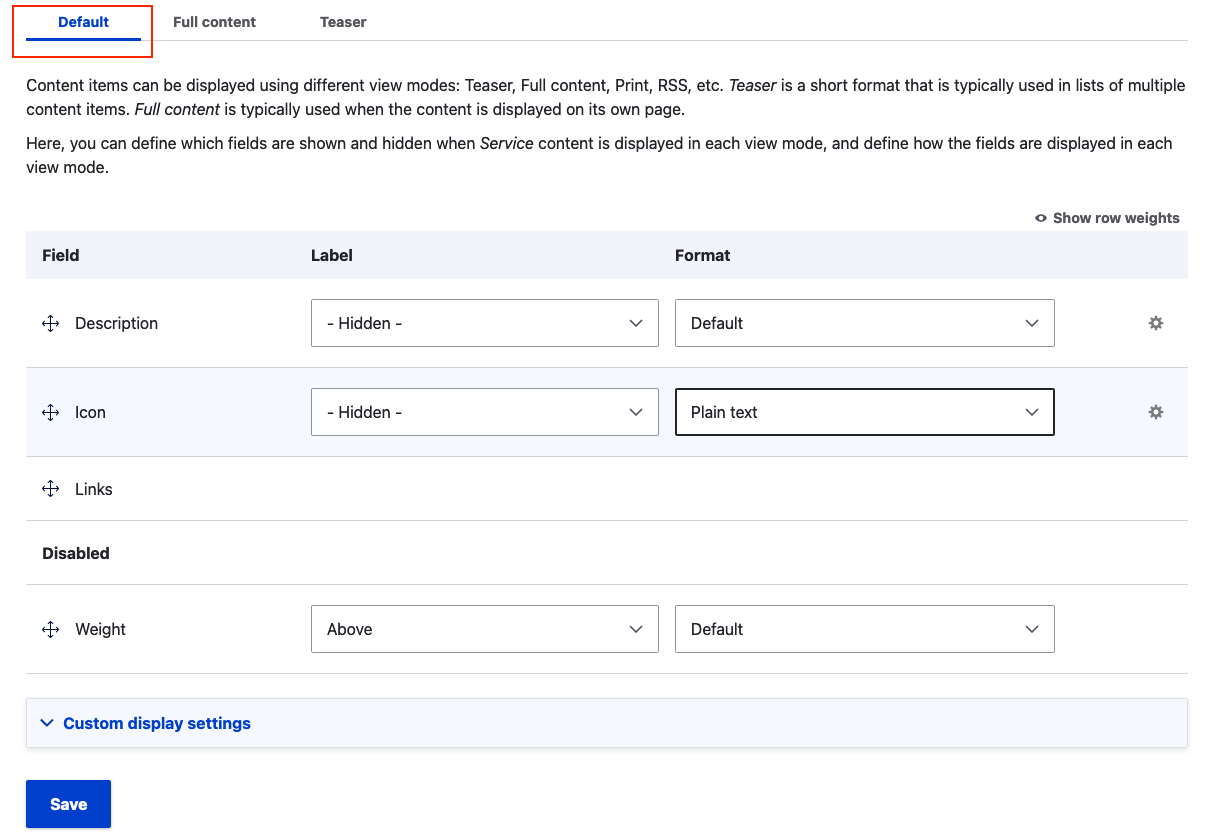 Default Full content Teaser
Content items can be displayed using different view modes: Teaser, Full content, Print, RSS, etc. Teaser is a short format that is typically used in lists of multiple
content items. Full content is typically used when the content is displayed on its own page.
Here, you can define which fields are shown and hidden when Service content is displayed in each view mode, and define how the fields are displayed in each
view mode.
Show row weights
Field Label Format
Description - Hidden - Default
Icon - Hidden - Plain text
Links
Disabled
Weight Above Default
Custom display settings
Save